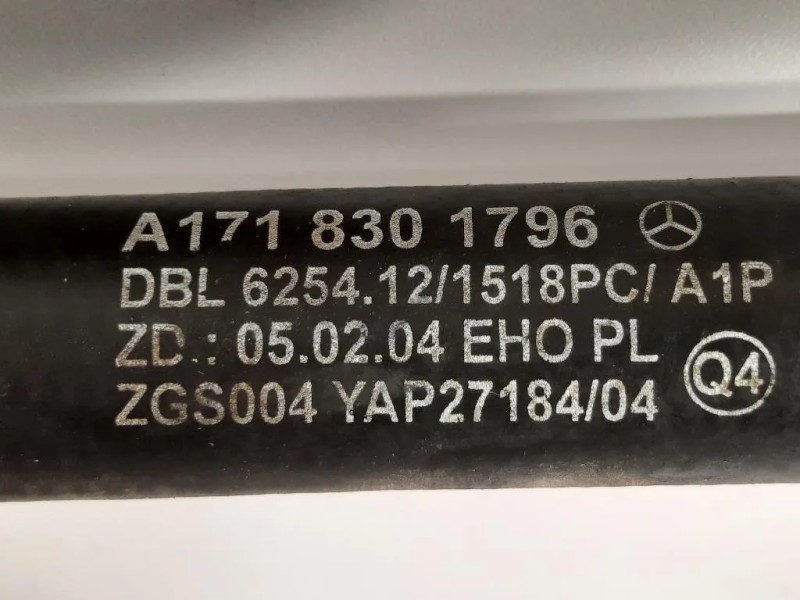 A171 830 1796
DBL 6254.12/1518PC/ A1P
ZD.: 05.02.04 EHO PL
ZGS004 YAP27184/04
Q4